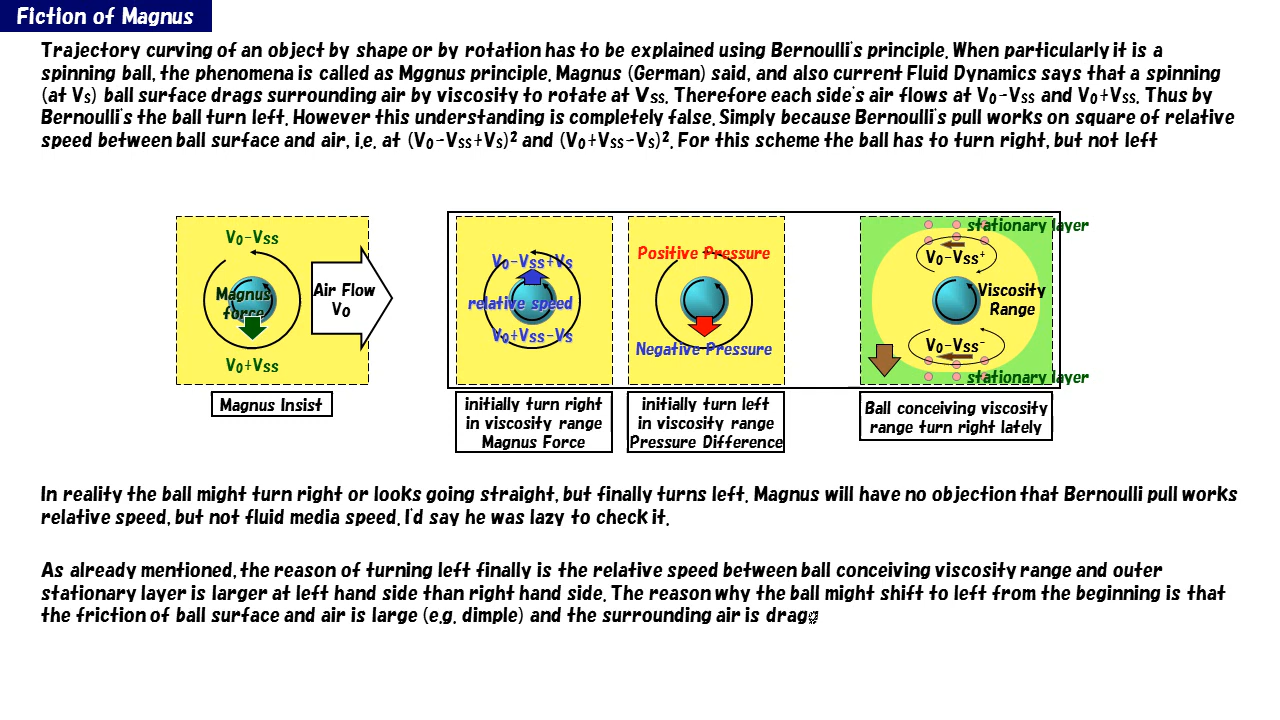 Fiction of Magnus
Trajectory curving of an object by shape or by rotation has to be explained using Bernoulli's principle. When particularly it is a
spinning ball, the phenomena is called as Mggnus principle. Magnus (German) said, and also current Fluid Dynamics says that a spinning
(at Vs) ball surface drags surrounding air by viscosity to rotate at Vss. Therefore each side's air flows at V₀-Vss and V₀+Vss. Thus by
Bernoulli's the ball turn left. However this understanding is completely false. Simply because Bernoulli's pull works on square of relative
speed between ball surface and air, i.e. at (V₀-Vss+Vs)² and (V₀+Vss-Vs)². For this scheme the ball has to turn right, but not left
V₀-Vss
Magnus
force
V₀+Vss
Air Flow
V₀
Magnus Insist
V₀-Vss+Vs
relative speed
V₀+Vss-Vs
initially turn right
in viscosity range
Magnus Force
Positive Pressure
Negative Pressure
initially turn left
in viscosity range
Pressure Difference
stationary layer
V₀-Vss⁺
Viscosity
Range
V₀-Vss⁻
stationary layer
Ball conceiving viscosity
range turn right lately
In reality the ball might turn right or looks going straight, but finally turns left. Magnus will have no objection that Bernoulli pull works
relative speed, but not fluid media speed. I'd say he was lazy to check it.
As already mentioned, the reason of turning left finally is the relative speed between ball conceiving viscosity range and outer
stationary layer is larger at left hand side than right hand side. The reason why the ball might shift to left from the beginning is that
the friction of ball surface and air is large (e.g. dimple) and the surrounding air is dragg